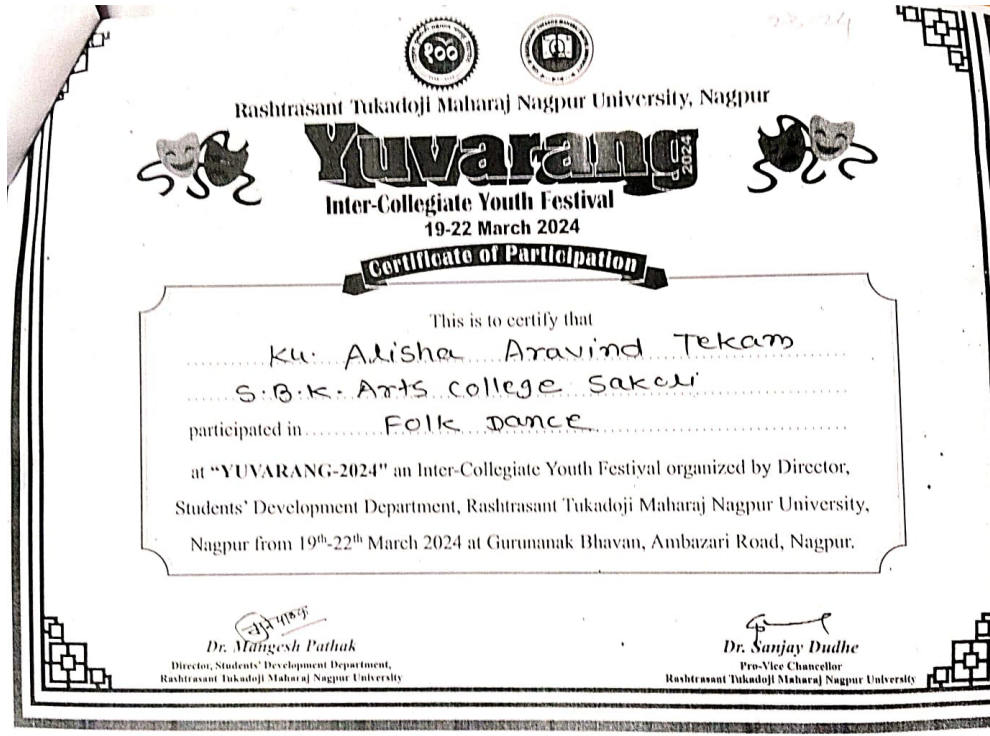 23-24
१००
Rashtrasant Tukadoji Maharaj Nagpur University, Nagpur
Yuvarang 2024
Inter-Collegiate Youth Festival
19-22 March 2024
Certificate of Participation
This is to certify that
Ku. Alisha Aravind Tekam
S.B.K. Arts College Sakoli
participated in Folk Dance
at “YUVARANG-2024" an Inter-Collegiate Youth Festival organized by Director,
Students’ Development Department, Rashtrasant Tukadoji Maharaj Nagpur University,
Nagpur from 19th-22th March 2024 at Gurunanak Bhavan, Ambazari Road, Nagpur.
Dr. Mangesh Pathak
Director, Students’ Development Department,
Rashtrasant Tukadoji Maharaj Nagpur University
Dr. Sanjay Dudhe
Pro-Vice Chancellor
Rashtrasant Tukadoji Maharaj Nagpur University